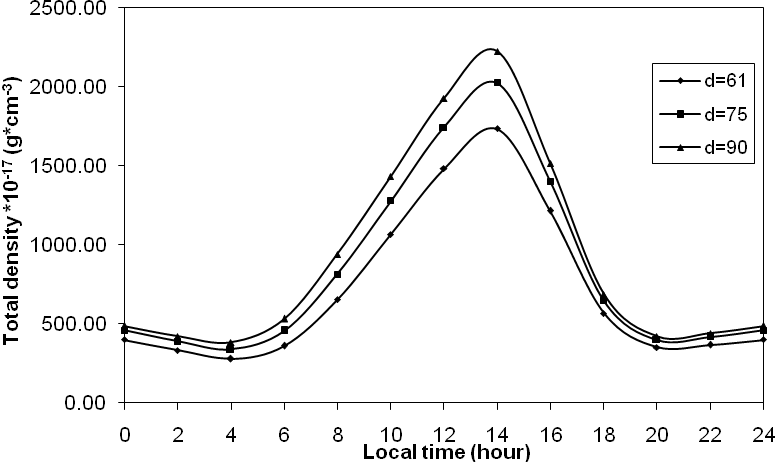 2500.00
2000.00
1500.00
1000.00
500.00
0.00
Total density *10⁻¹⁷ (g*cm⁻³)
d=61
d=75
d=90
0 2 4 6 8 10 12 14 16 18 20 22 24
Local time (hour)